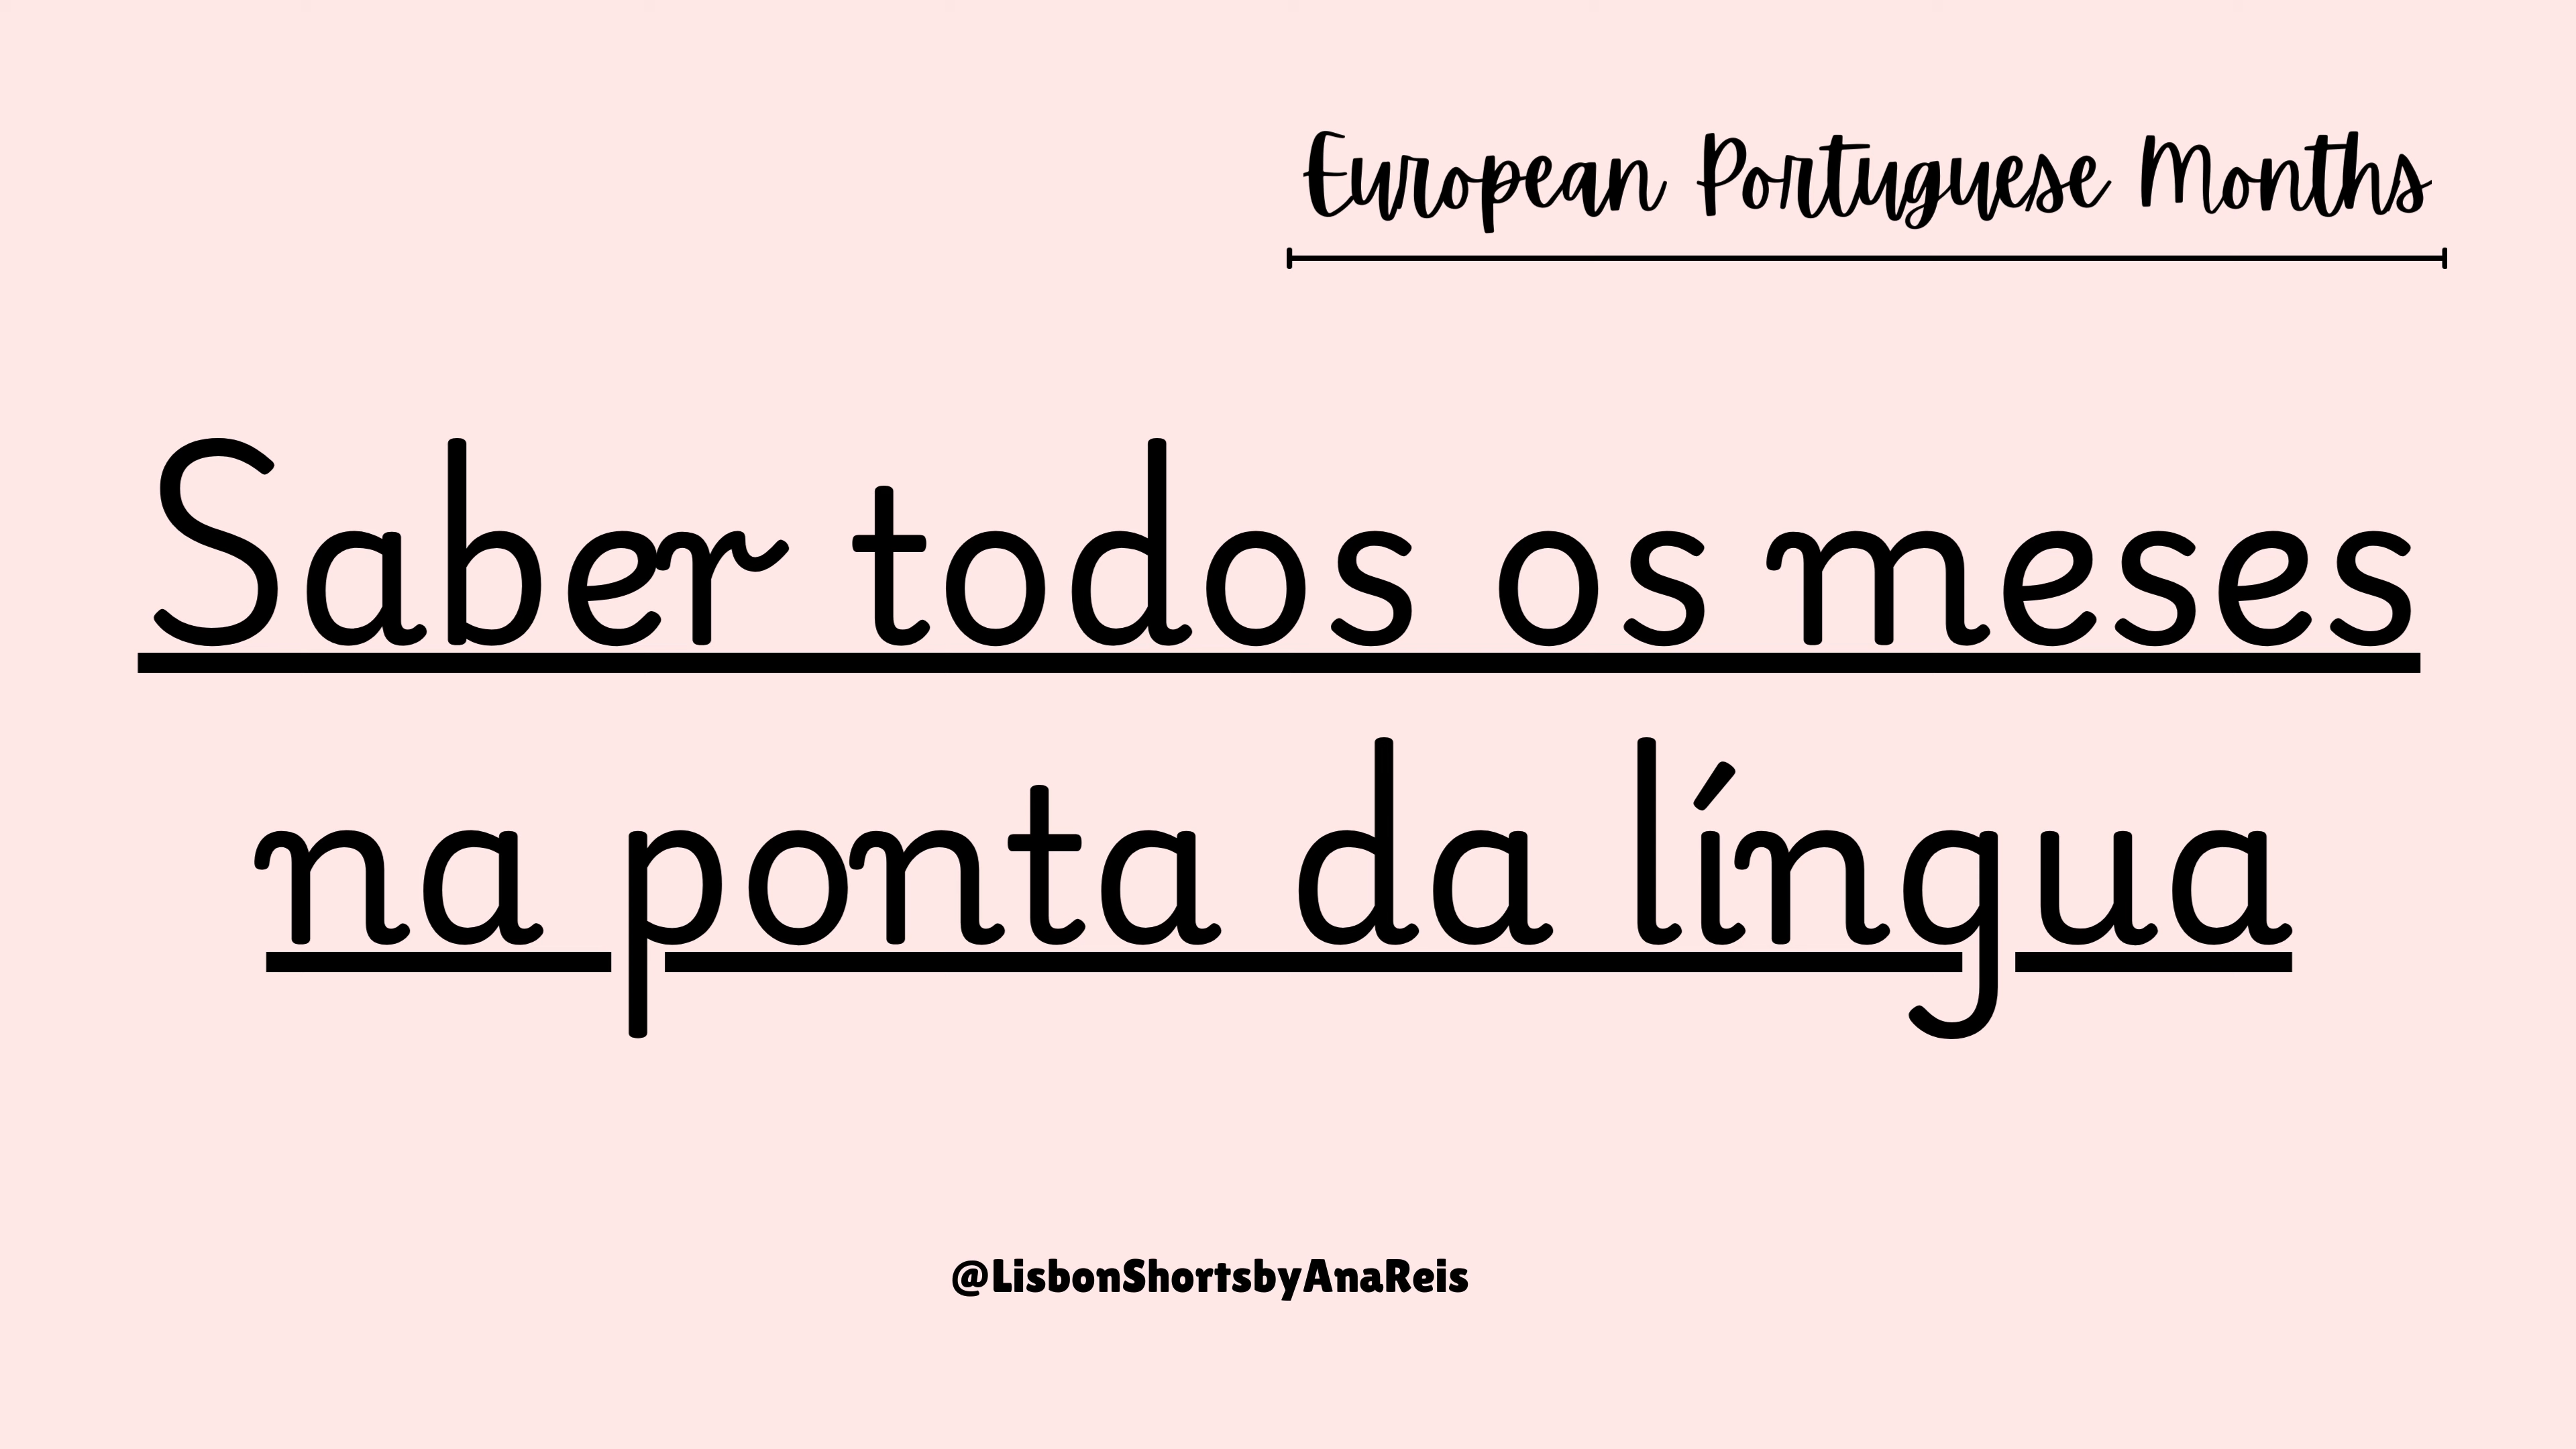 European Portuguese Months
Saber todos os meses
na ponta da língua
@LisbonShortsbyAnaReis